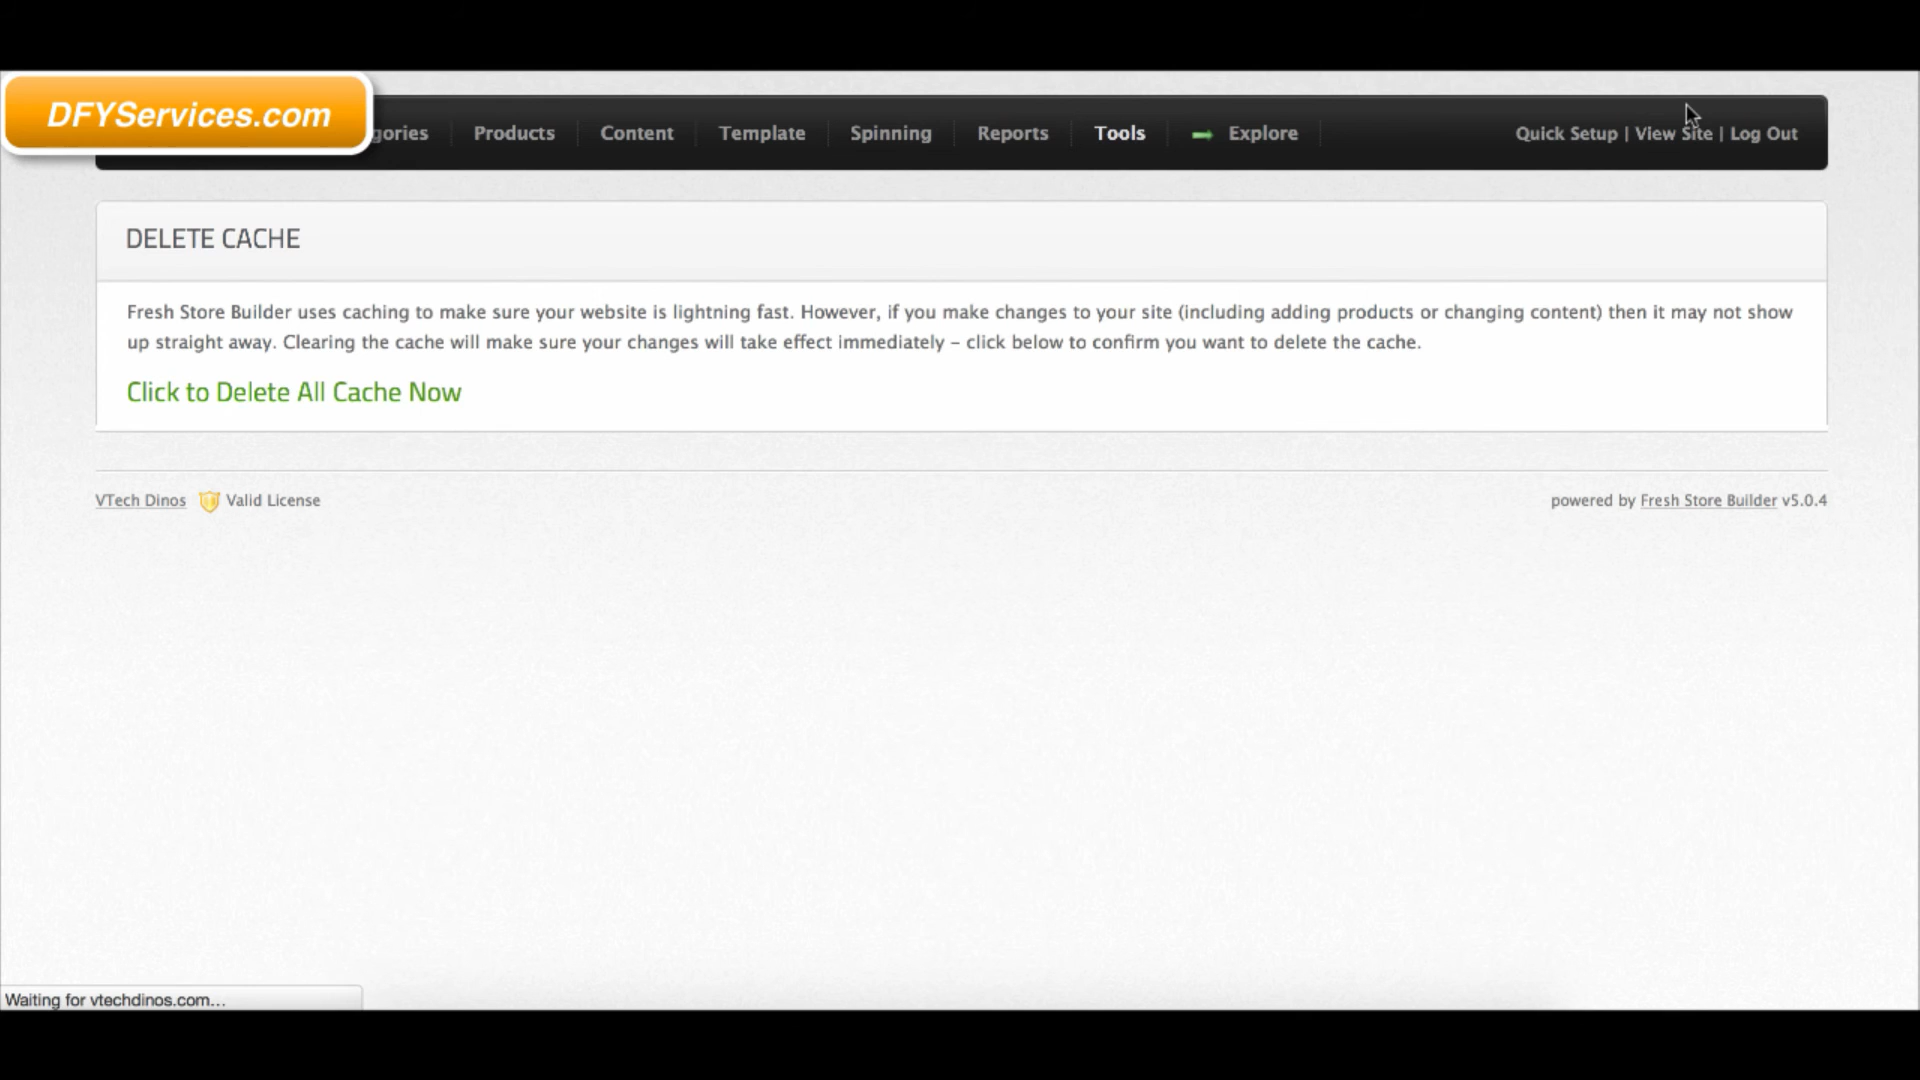 DFYServices.com
gories Products Content Template Spinning Reports Tools Explore Quick Setup | View Site | Log Out
DELETE CACHE
Fresh Store Builder uses caching to make sure your website is lightning fast. However, if you make changes to your site (including adding products or changing content) then it may not show
up straight away. Clearing the cache will make sure your changes will take effect immediately – click below to confirm you want to delete the cache.
Click to Delete All Cache Now
VTech Dinos Valid License powered by Fresh Store Builder v5.0.4
Waiting for vtechdinos.com...